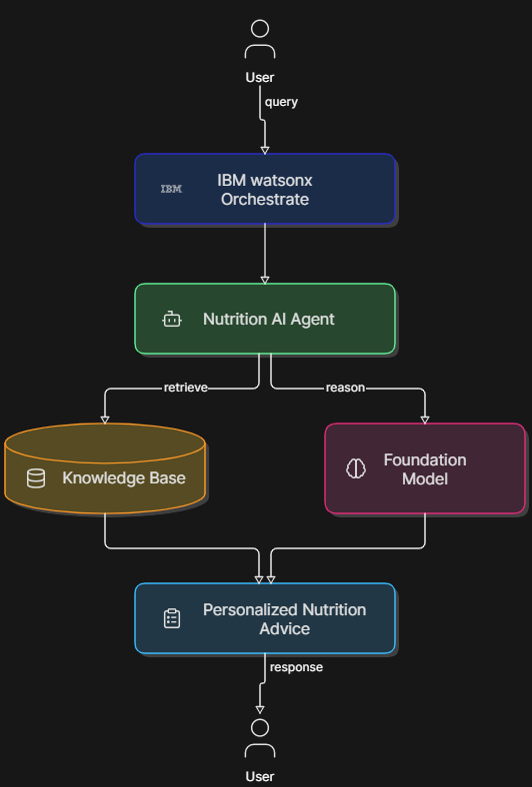 User
query
IBM
IBM watsonx
Orchestrate
Nutrition AI Agent
retrieve
reason
Knowledge Base
Foundation
Model
Personalized Nutrition
Advice
response
User